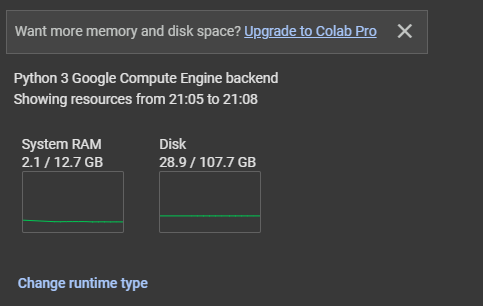 Want more memory and disk space? Upgrade to Colab Pro
Python 3 Google Compute Engine backend
Showing resources from 21:05 to 21:08
System RAM Disk
2.1 / 12.7 GB 28.9 / 107.7 GB
Change runtime type